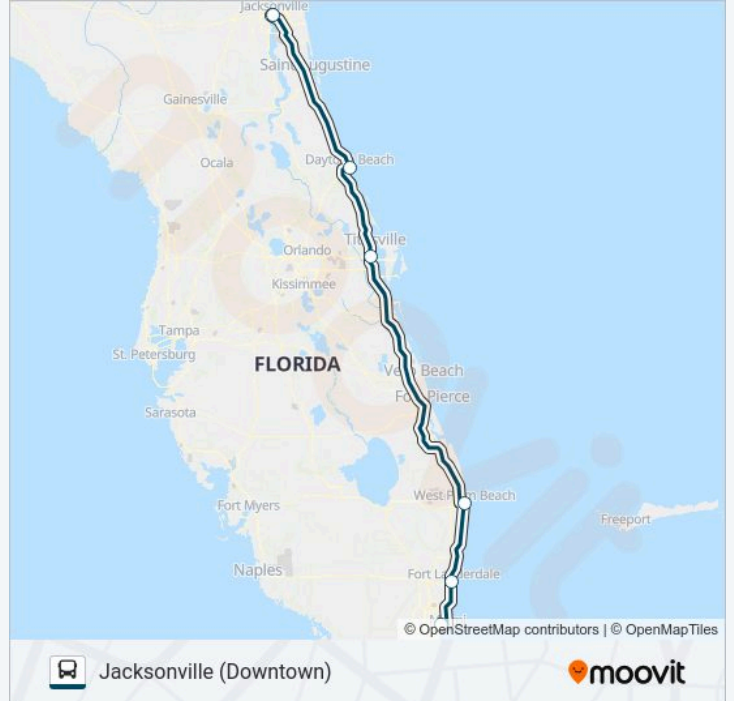 Jacksonville
Saint Augustine
Gainesville
Daytona Beach
Ocala
Titusville
Orlando
Kissimmee
Tampa
St. Petersburg
FLORIDA
Vero Beach
Fort Pierce
Sarasota
West Palm Beach
Fort Myers
Freeport
Naples
Fort Lauderdale
Miami
© OpenStreetMap contributors | © OpenMapTiles
Jacksonville (Downtown)
moovit